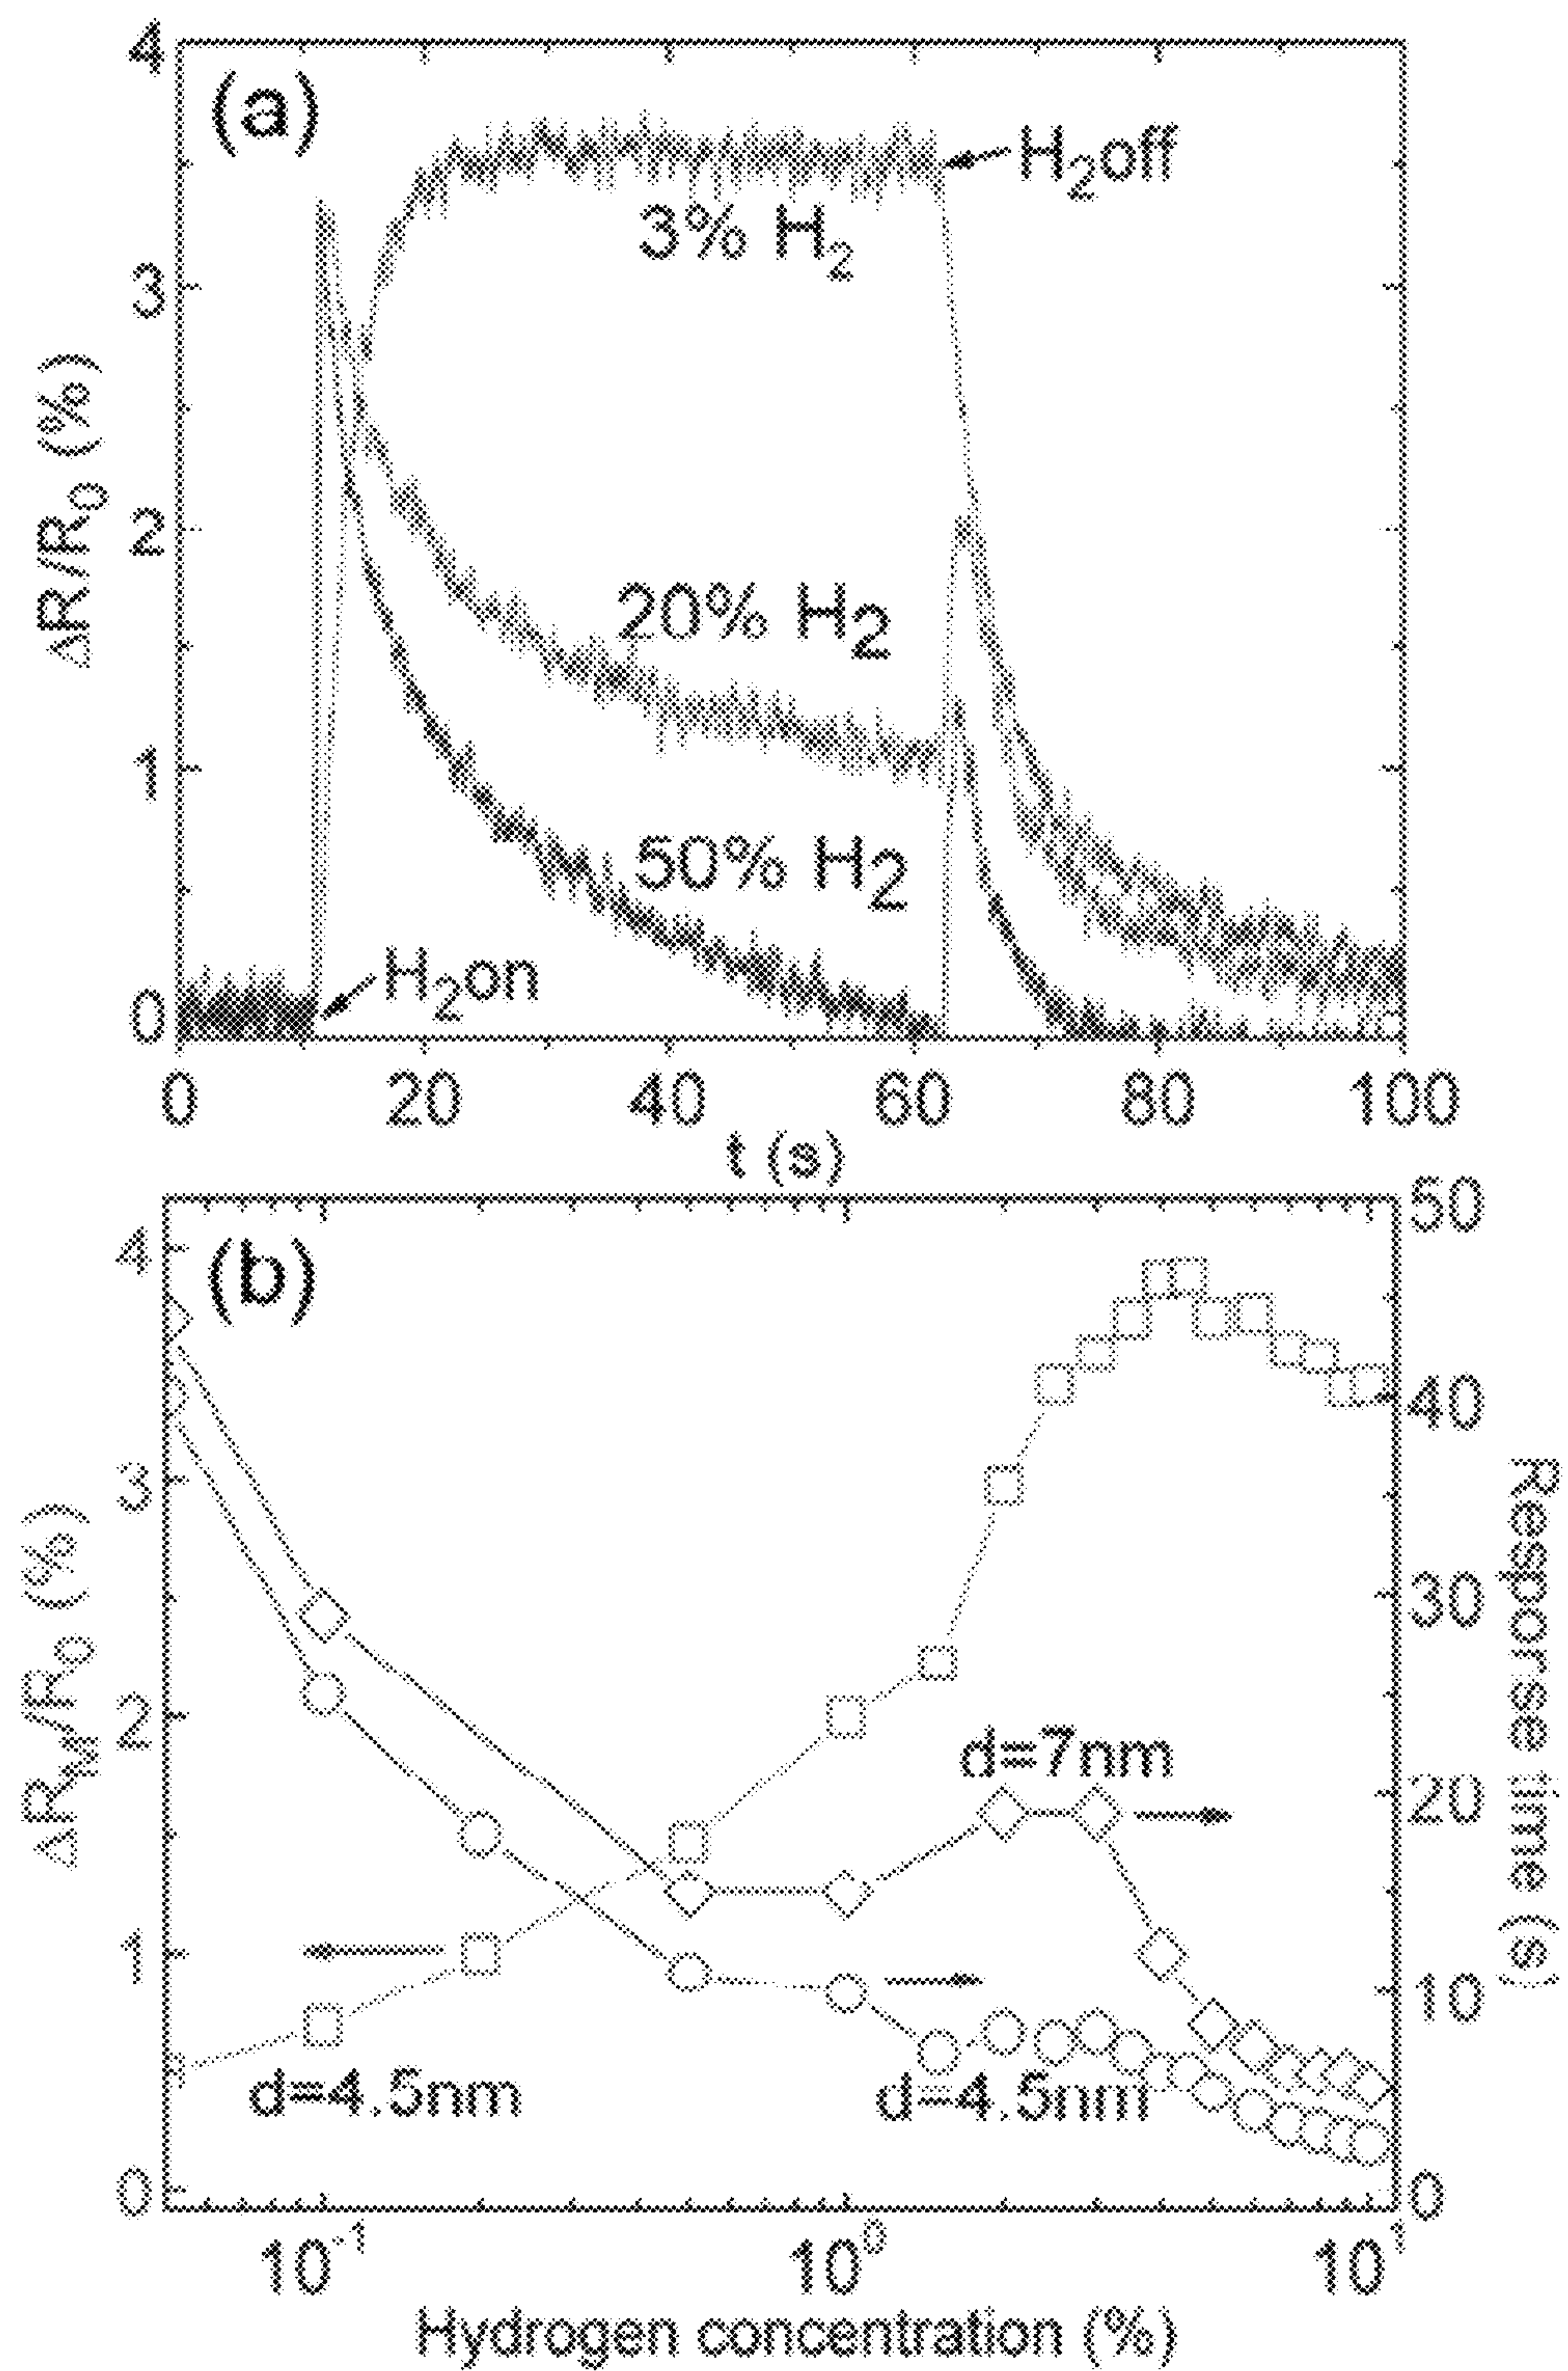 4
(a)
H₂off
3% H₂
3
ΔR/R₀ (%)
2
20% H₂
1
50% H₂
H₂on
0
0 20 40 60 80 100
t (s)
50
4
(b)
40
3
30
ΔR_M/R₀ (%)
Response time (s)
2
d=7nm
20
1
10
d=4.5nm
d=4.5nm
0
0
10⁻¹ 10⁰ 10¹
Hydrogen concentration (%)